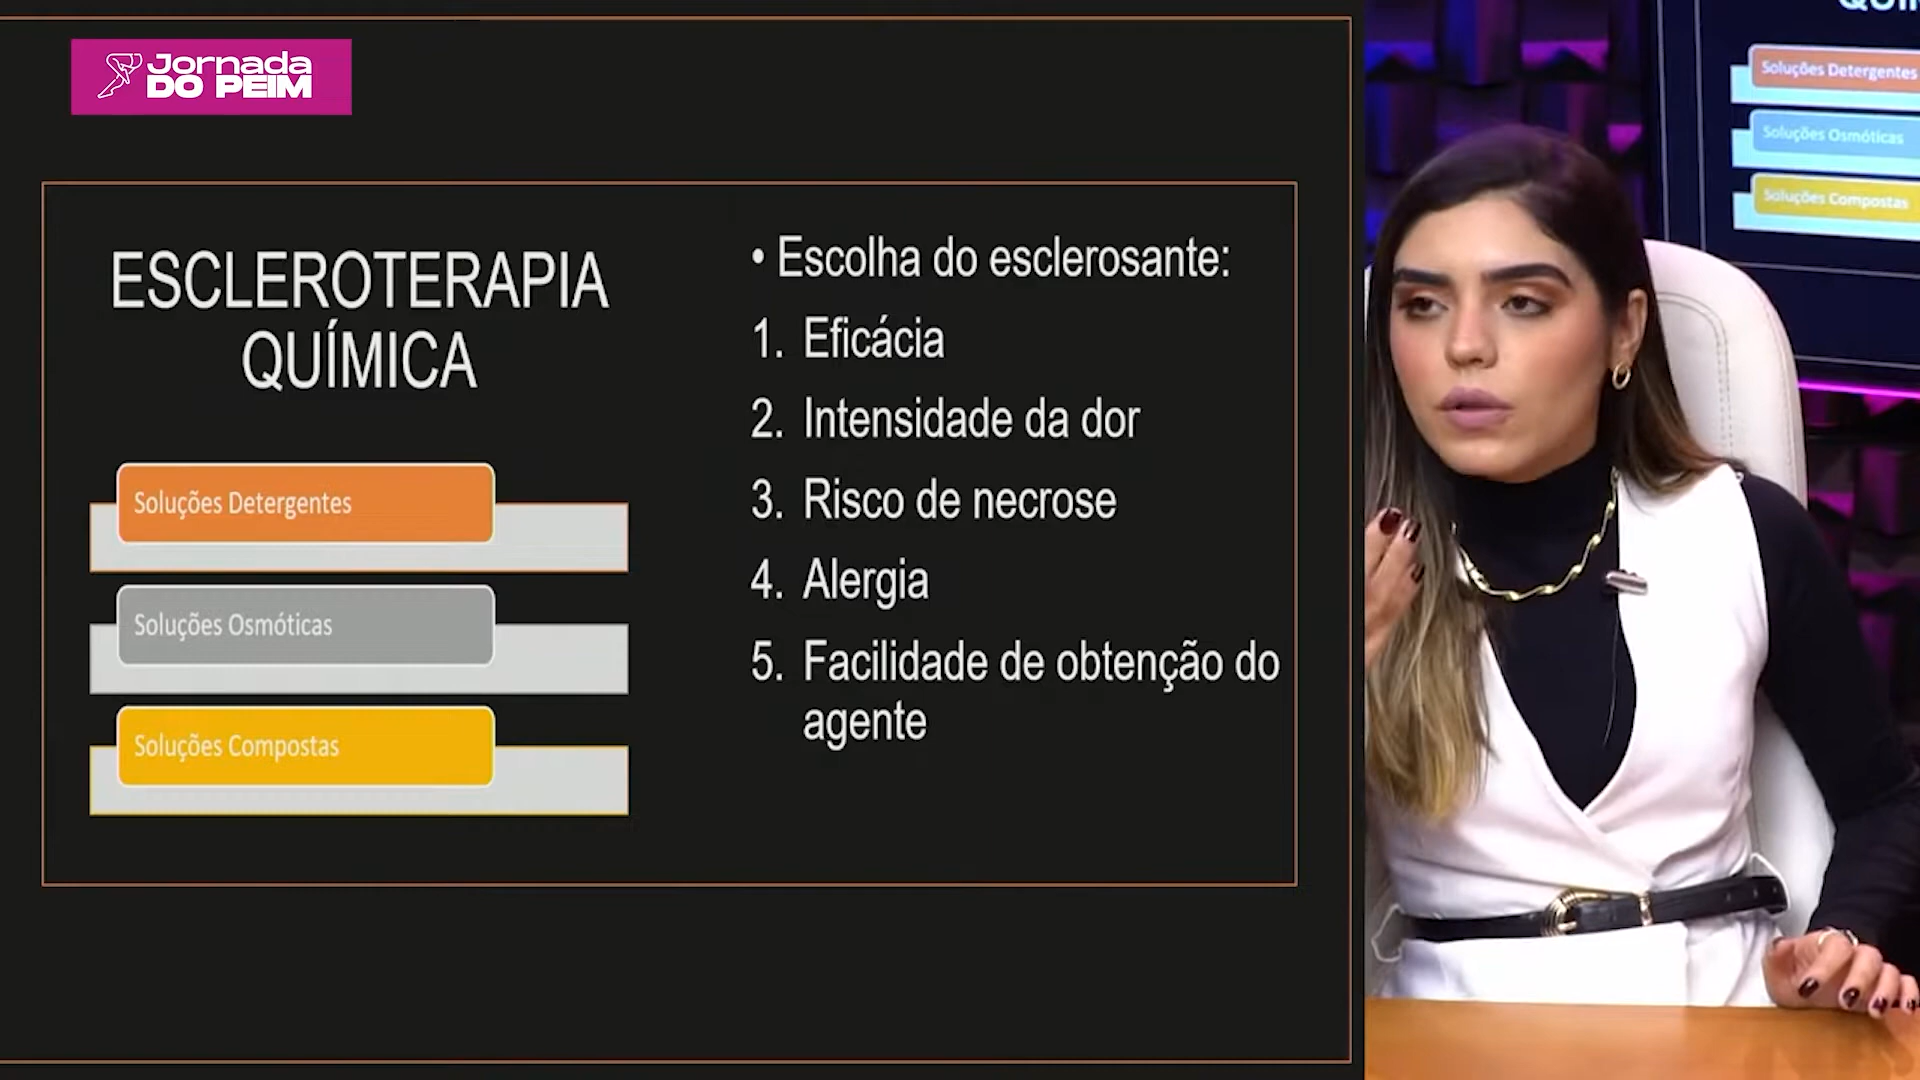 Jornada
DO PEIM
ESCLEROTERAPIA
QUÍMICA
Soluções Detergentes
Soluções Osmóticas
Soluções Compostas
• Escolha do esclerosante:
1. Eficácia
2. Intensidade da dor
3. Risco de necrose
4. Alergia
5. Facilidade de obtenção do
agente
Soluções Detergentes
Soluções Osmóticas
Soluções Compostas